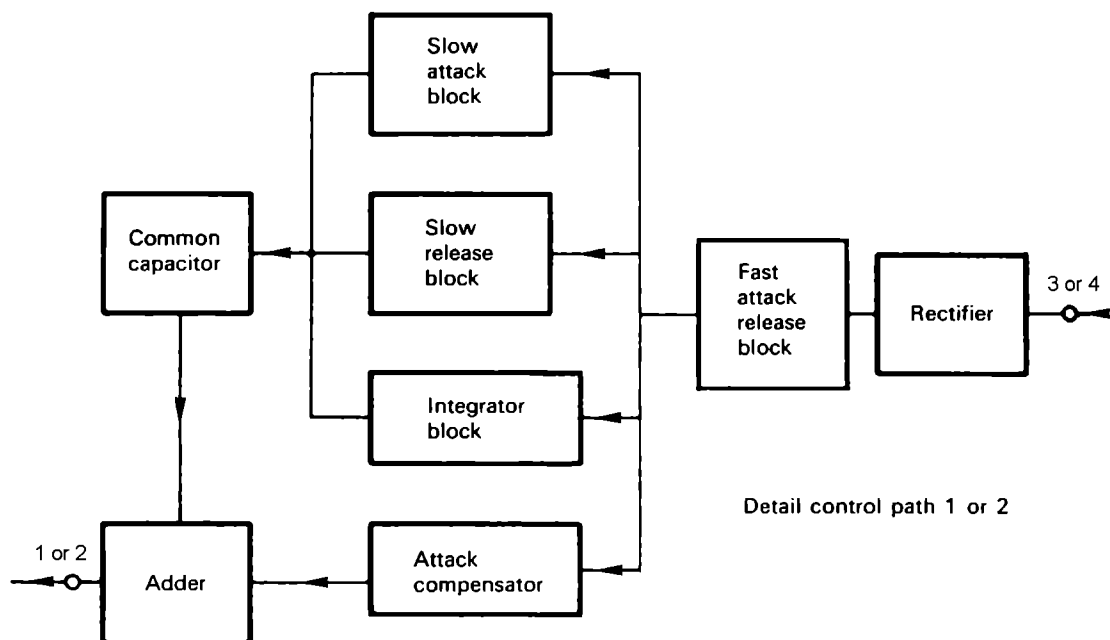 Slow
attack
block
Common
capacitor
Slow
release
block
Fast
attack
release
block
Rectifier
3 or 4
Integrator
block
Detail control path 1 or 2
1 or 2
Adder
Attack
compensator